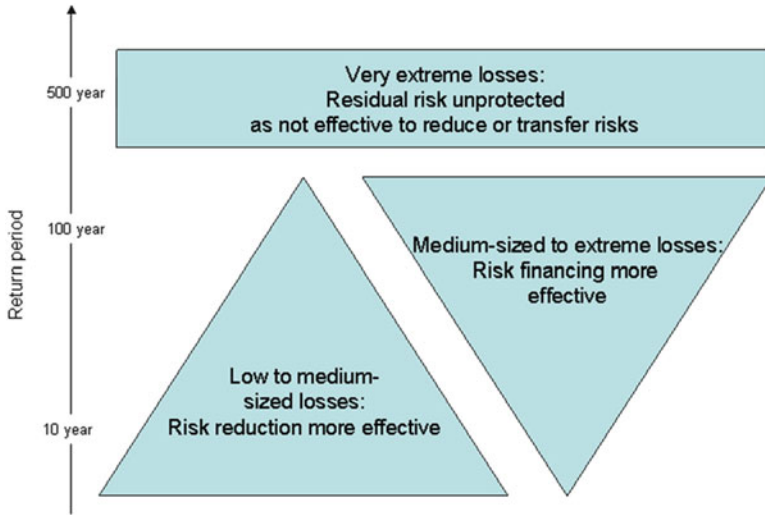 Very extreme losses:
Residual risk unprotected
as not effective to reduce or transfer risks
500 year
100 year
Return period
Medium-sized to extreme losses:
Risk financing more
effective
Low to medium-
sized losses:
Risk reduction more effective
10 year